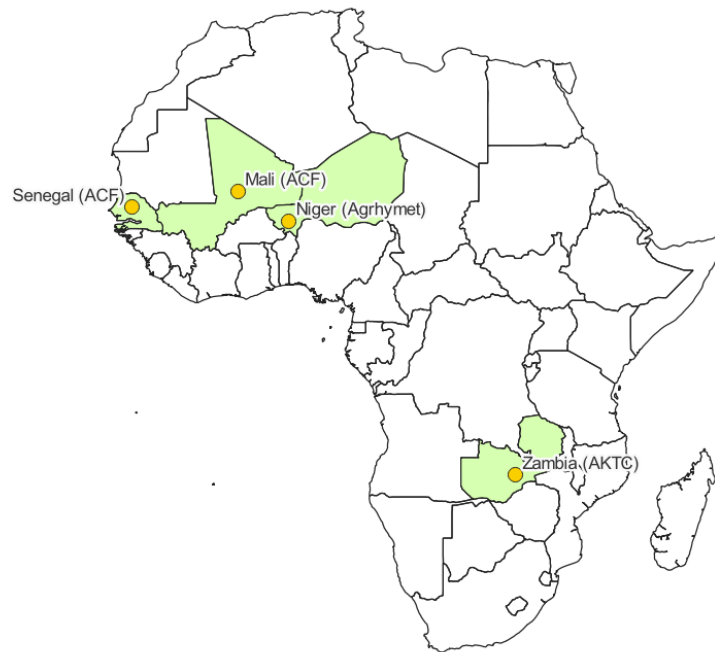 Mali (ACF)
Senegal (ACF)
Niger (Agrhymet)
Zambia (AKTC)